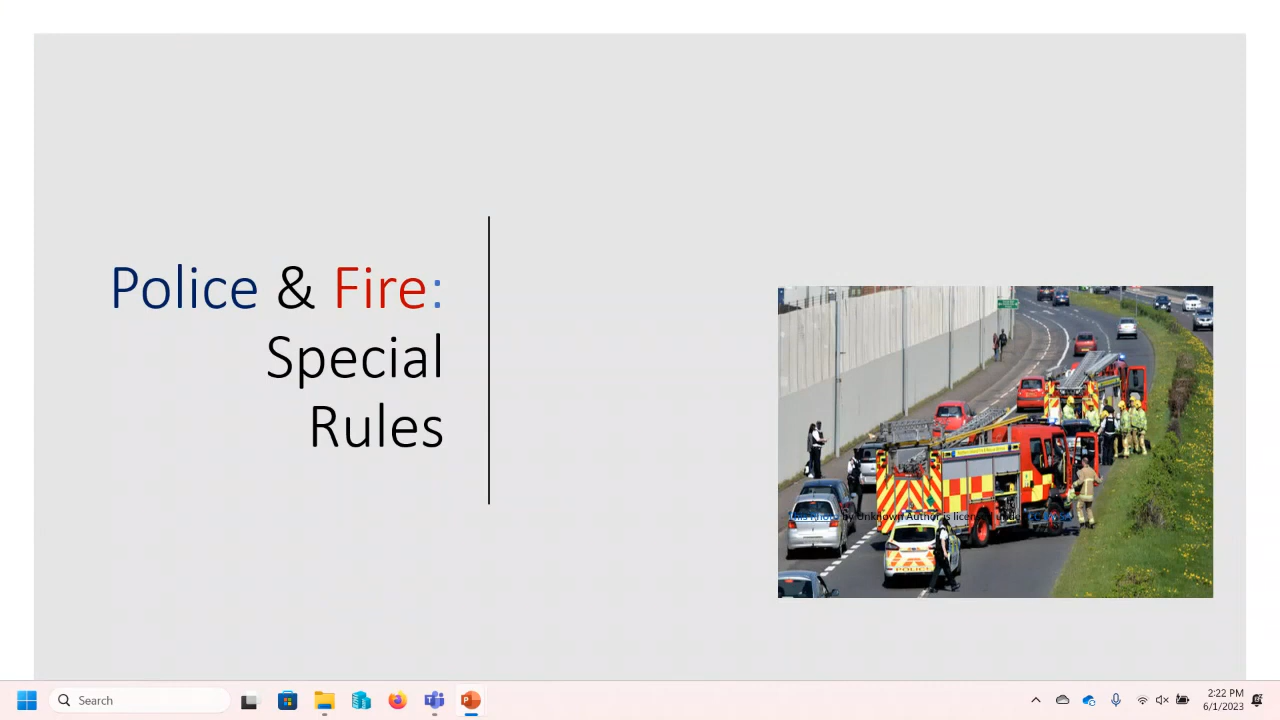 Police & Fire:
Special
Rules
This Photo by Unknown Author is licensed under
POLICE
Search
2:22 PM
6/1/2023